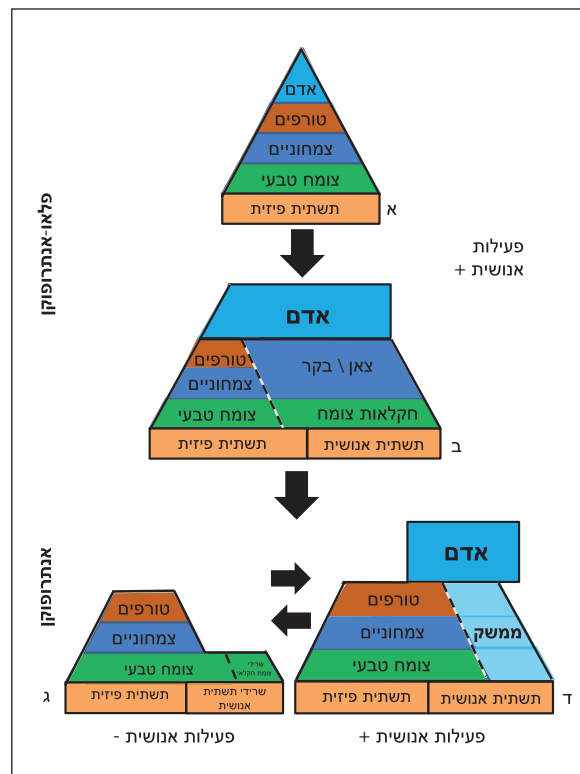 אדם
טורפים
צמחוניים
צומח טבעי
תשתית פיזית
א
פלאו-אנתרופוקן
פעילות
אנושית +
אדם
טורפים
צאן \ בקר
צמחוניים
צומח טבעי
חקלאות צומח
תשתית פיזית
תשתית אנושית
ב
אנתרופוקן
אדם
טורפים
ממשק
צמחוניים
צומח טבעי
תשתית פיזית
תשתית אנושית
ד
פעילות אנושית +
טורפים
צמחוניים
צומח טבעי
שרידי
צומח חקלאי
תשתית פיזית
שרידי תשתית
אנושית
ג
פעילות אנושית -